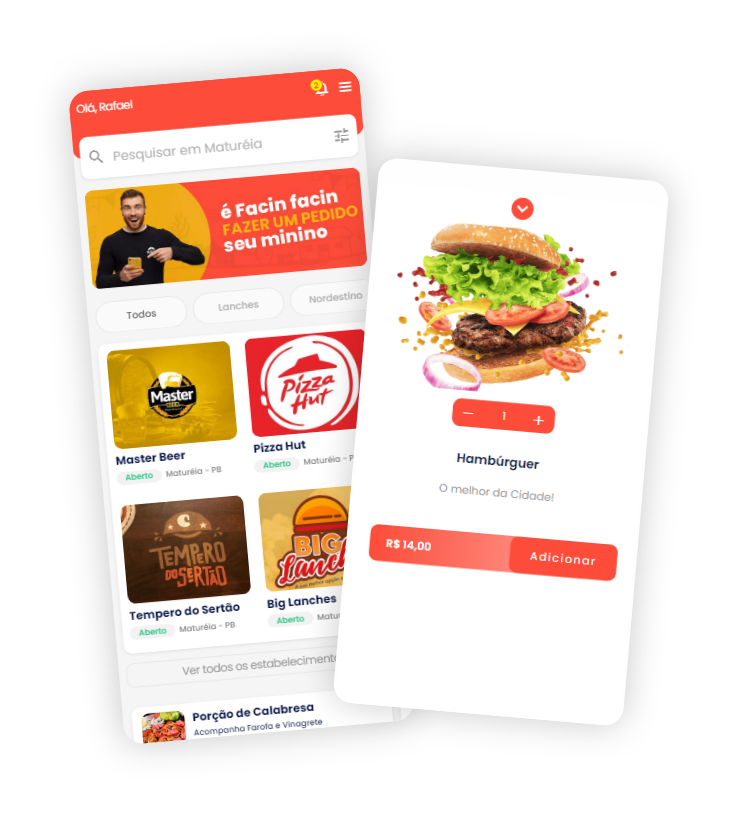 Olá, Rafael
2
Pesquisar em Maturéia
é Facin facin
FAZER UM PEDIDO
seu minino
Todos
Lanches
Nordestino
Master
BEER
Pizza
Hut
Master Beer
Aberto
Maturéia - PB
Pizza Hut
Aberto
Maturéia - P
TEMPERO
DO SERTÃO
BIG
Lanch
Tempero do Sertão
Aberto
Maturéia - PB
Big Lanches
Aberto
Matu
Ver todos os estabeleciment
Porção de Calabresa
Acompanha Farofa e Vinagrete
1
Hambúrguer
O melhor da Cidade!
R$ 14,00
Adicionar